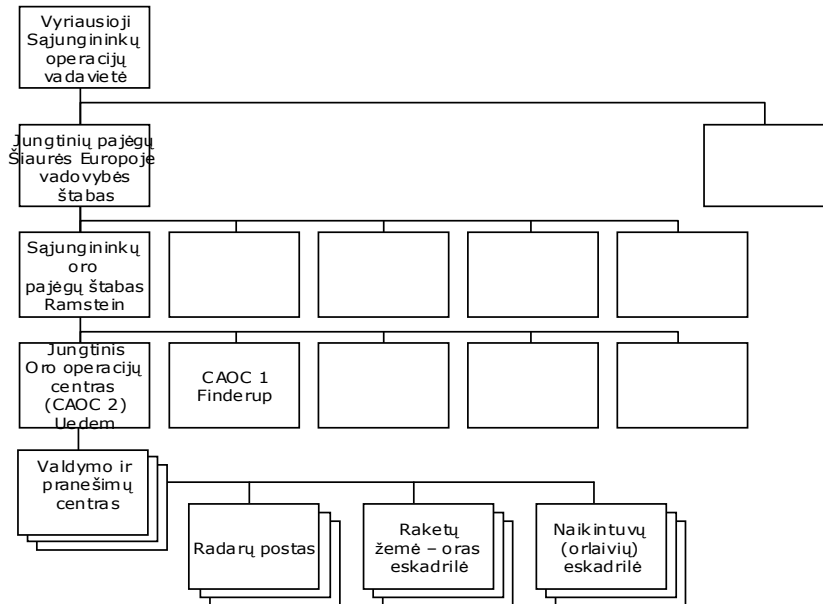 Vyriausioji
Sąjungininkų
operacijų
vadavietė
Jungtinių pajėgų
Šiaurės Europoje
vadovybės
štabas
Sąjungininkų
oro
pajėgų štabas
Ramstein
Jungtinis
Oro operacijų
centras
(CAOC 2)
Uedem
CAOC 1
Finderup
Valdymo ir
pranešimų
centras
Radarų postas
Raketų
žemė – oras
eskadrilė
Naikintuvų
(orlaivių)
eskadrilė